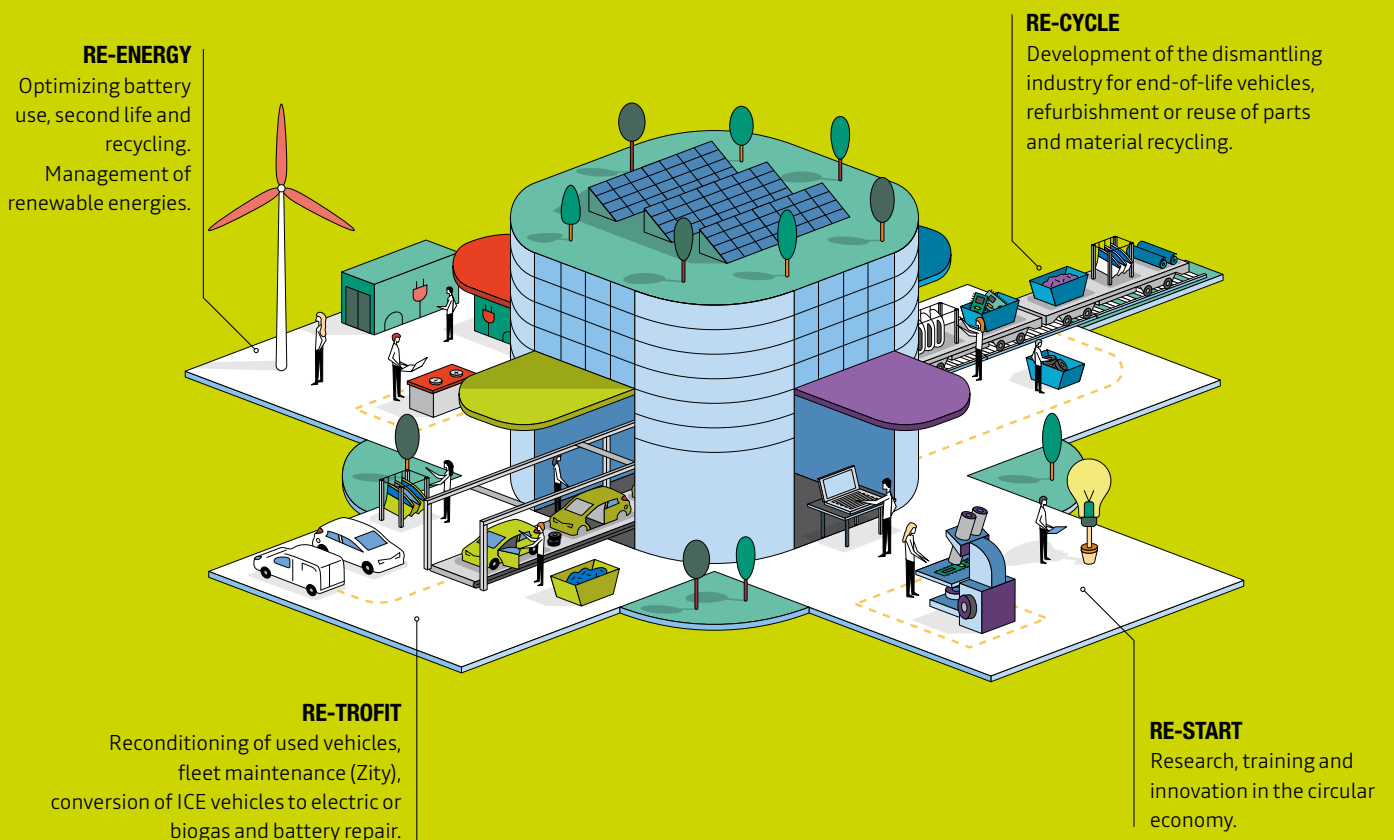 RE-ENERGY
Optimizing battery
use, second life and
recycling.
Management of
renewable energies.
RE-CYCLE
Development of the dismantling
industry for end-of-life vehicles,
refurbishment or reuse of parts
and material recycling.
RE-TROFIT
Reconditioning of used vehicles,
fleet maintenance (Zity),
conversion of ICE vehicles to electric or
biogas and battery repair.
RE-START
Research, training and
innovation in the circular
economy.